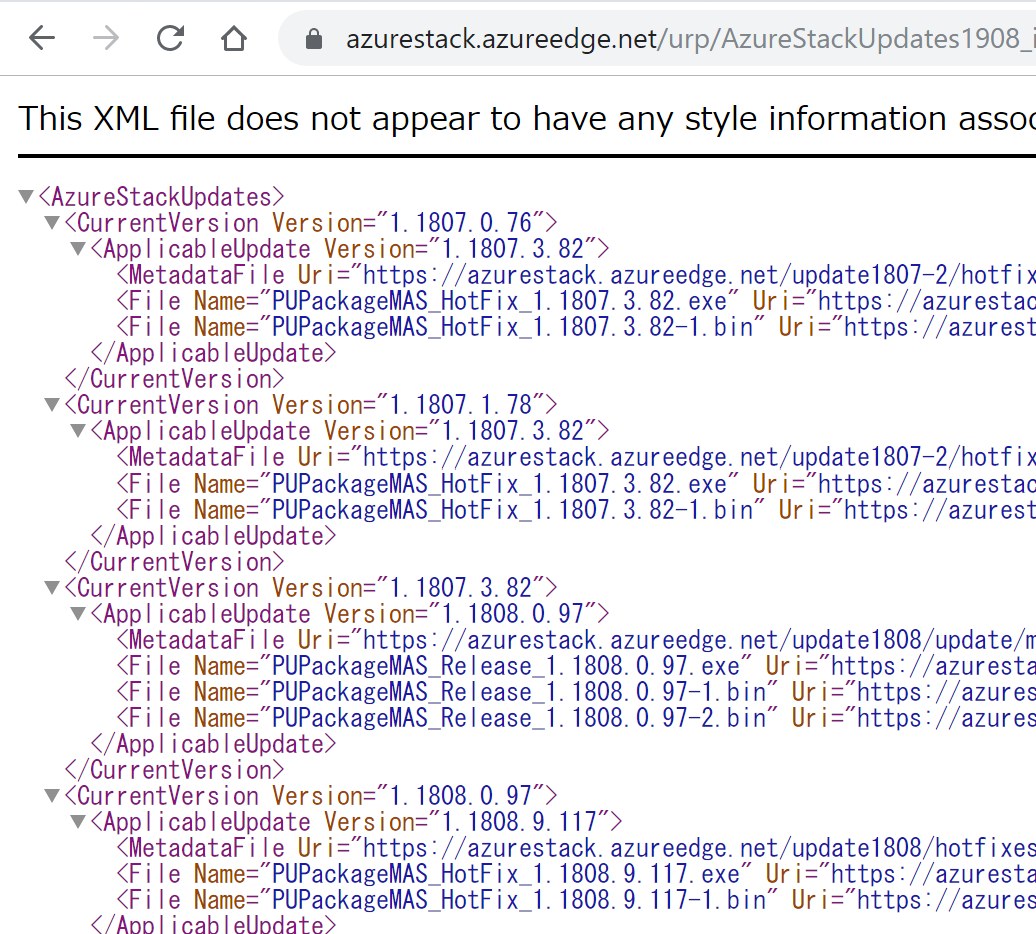 azurestack.azureedge.net/urp/AzureStackUpdates1908_
This XML file does not appear to have any style information
▼<AzureStackUpdates>
▼<CurrentVersion Version="1.1807.0.76">
▼<ApplicableUpdate Version="1.1807.3.82">
<MetadataFile Uri="https://azurestack.azureedge.net/update1807-2/hotfix
<File Name="PUPackageMAS_HotFix_1.1807.3.82.exe" Uri="https://azurestac
<File Name="PUPackageMAS_HotFix_1.1807.3.82-1.bin" Uri="https://azurest
</ApplicableUpdate>
</CurrentVersion>
▼<CurrentVersion Version="1.1807.1.78">
▼<ApplicableUpdate Version="1.1807.3.82">
<MetadataFile Uri="https://azurestack.azureedge.net/update1807-2/hotfix
<File Name="PUPackageMAS_HotFix_1.1807.3.82.exe" Uri="https://azurestac
<File Name="PUPackageMAS_HotFix_1.1807.3.82-1.bin" Uri="https://azurest
</ApplicableUpdate>
</CurrentVersion>
▼<CurrentVersion Version="1.1807.3.82">
▼<ApplicableUpdate Version="1.1808.0.97">
<MetadataFile Uri="https://azurestack.azureedge.net/update1808/update/m
<File Name="PUPackageMAS_Release_1.1808.0.97.exe" Uri="https://azuresta
<File Name="PUPackageMAS_Release_1.1808.0.97-1.bin" Uri="https://azures
<File Name="PUPackageMAS_Release_1.1808.0.97-2.bin" Uri="https://azures
</ApplicableUpdate>
</CurrentVersion>
▼<CurrentVersion Version="1.1808.0.97">
▼<ApplicableUpdate Version="1.1808.9.117">
<MetadataFile Uri="https://azurestack.azureedge.net/update1808/hotfixes
<File Name="PUPackageMAS_HotFix_1.1808.9.117.exe" Uri="https://azuresta
<File Name="PUPackageMAS_HotFix_1.1808.9.117-1.bin" Uri="https://azures
</ApplicableUpdate>